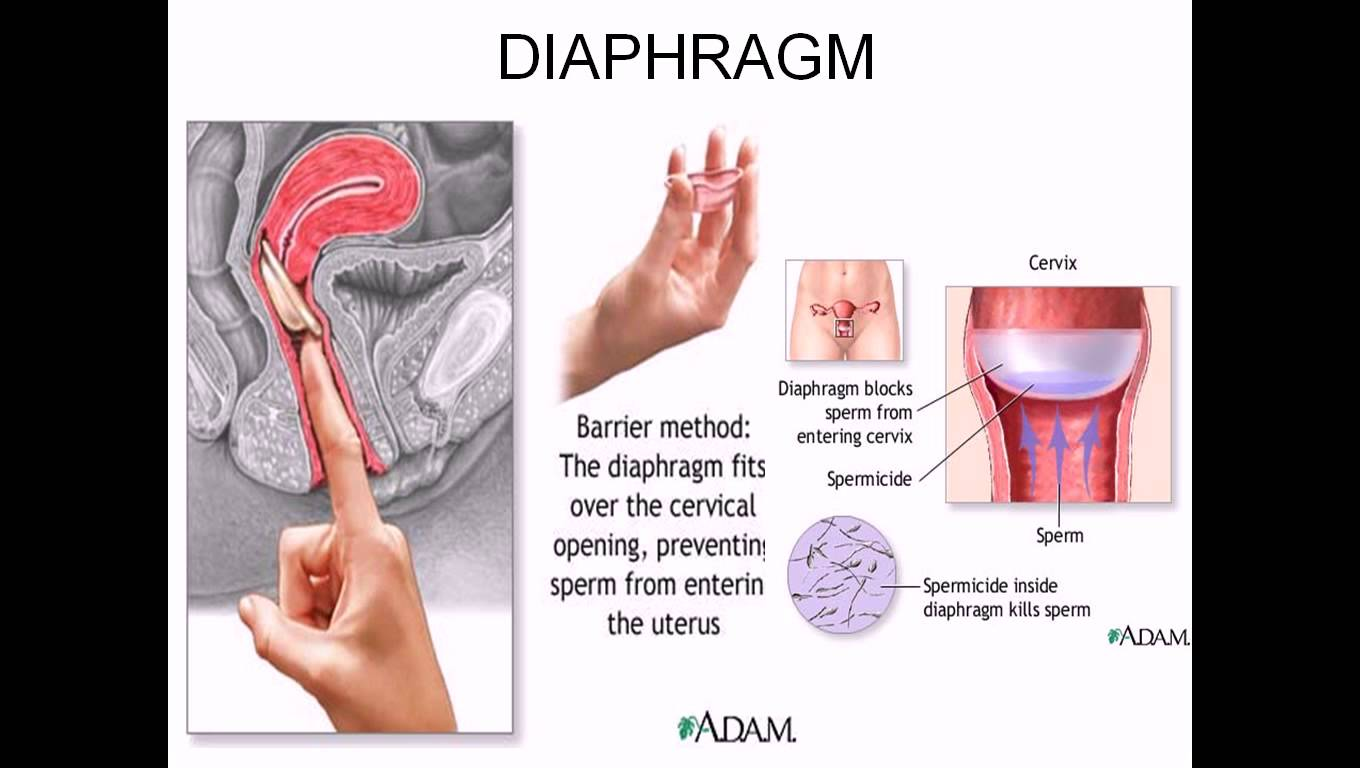 DIAPHRAGM
Barrier method:
The diaphragm fits
over the cervical
opening, preventing
sperm from enterin
the uterus
A.D.A.M.
Cervix
Diaphragm blocks
sperm from
entering cervix
Spermicide
Sperm
Spermicide inside
diaphragm kills sperm
A.D.A.M.